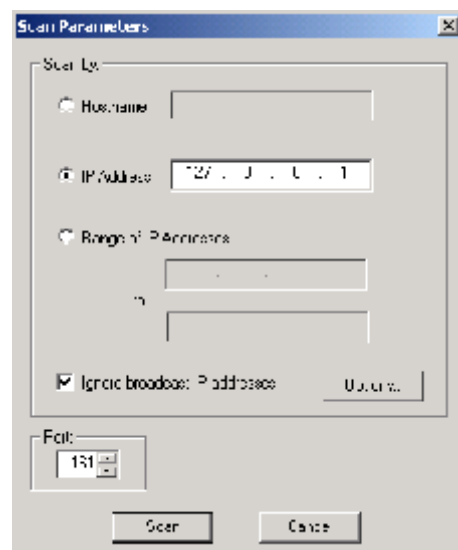 Scan Parameters
Scan by:
Hostname
IP Address 127 . 0 . 0 . 1
Range of IP Addresses
to
Ignore broadcast IP addresses Options...
Port:
161
Scan Cancel